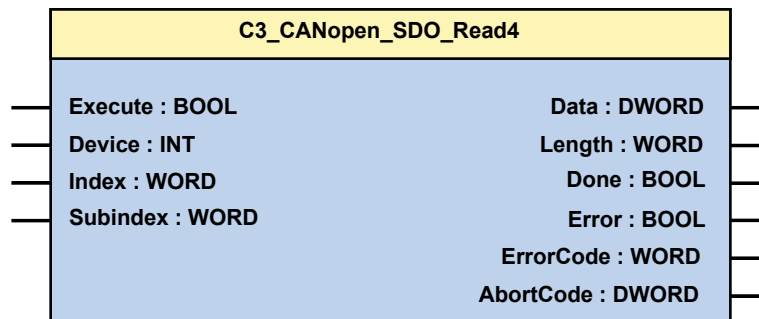 C3_CANopen_SDO_Read4
Execute : BOOL
Data : DWORD
Device : INT
Length : WORD
Index : WORD
Done : BOOL
Subindex : WORD
Error : BOOL
ErrorCode : WORD
AbortCode : DWORD